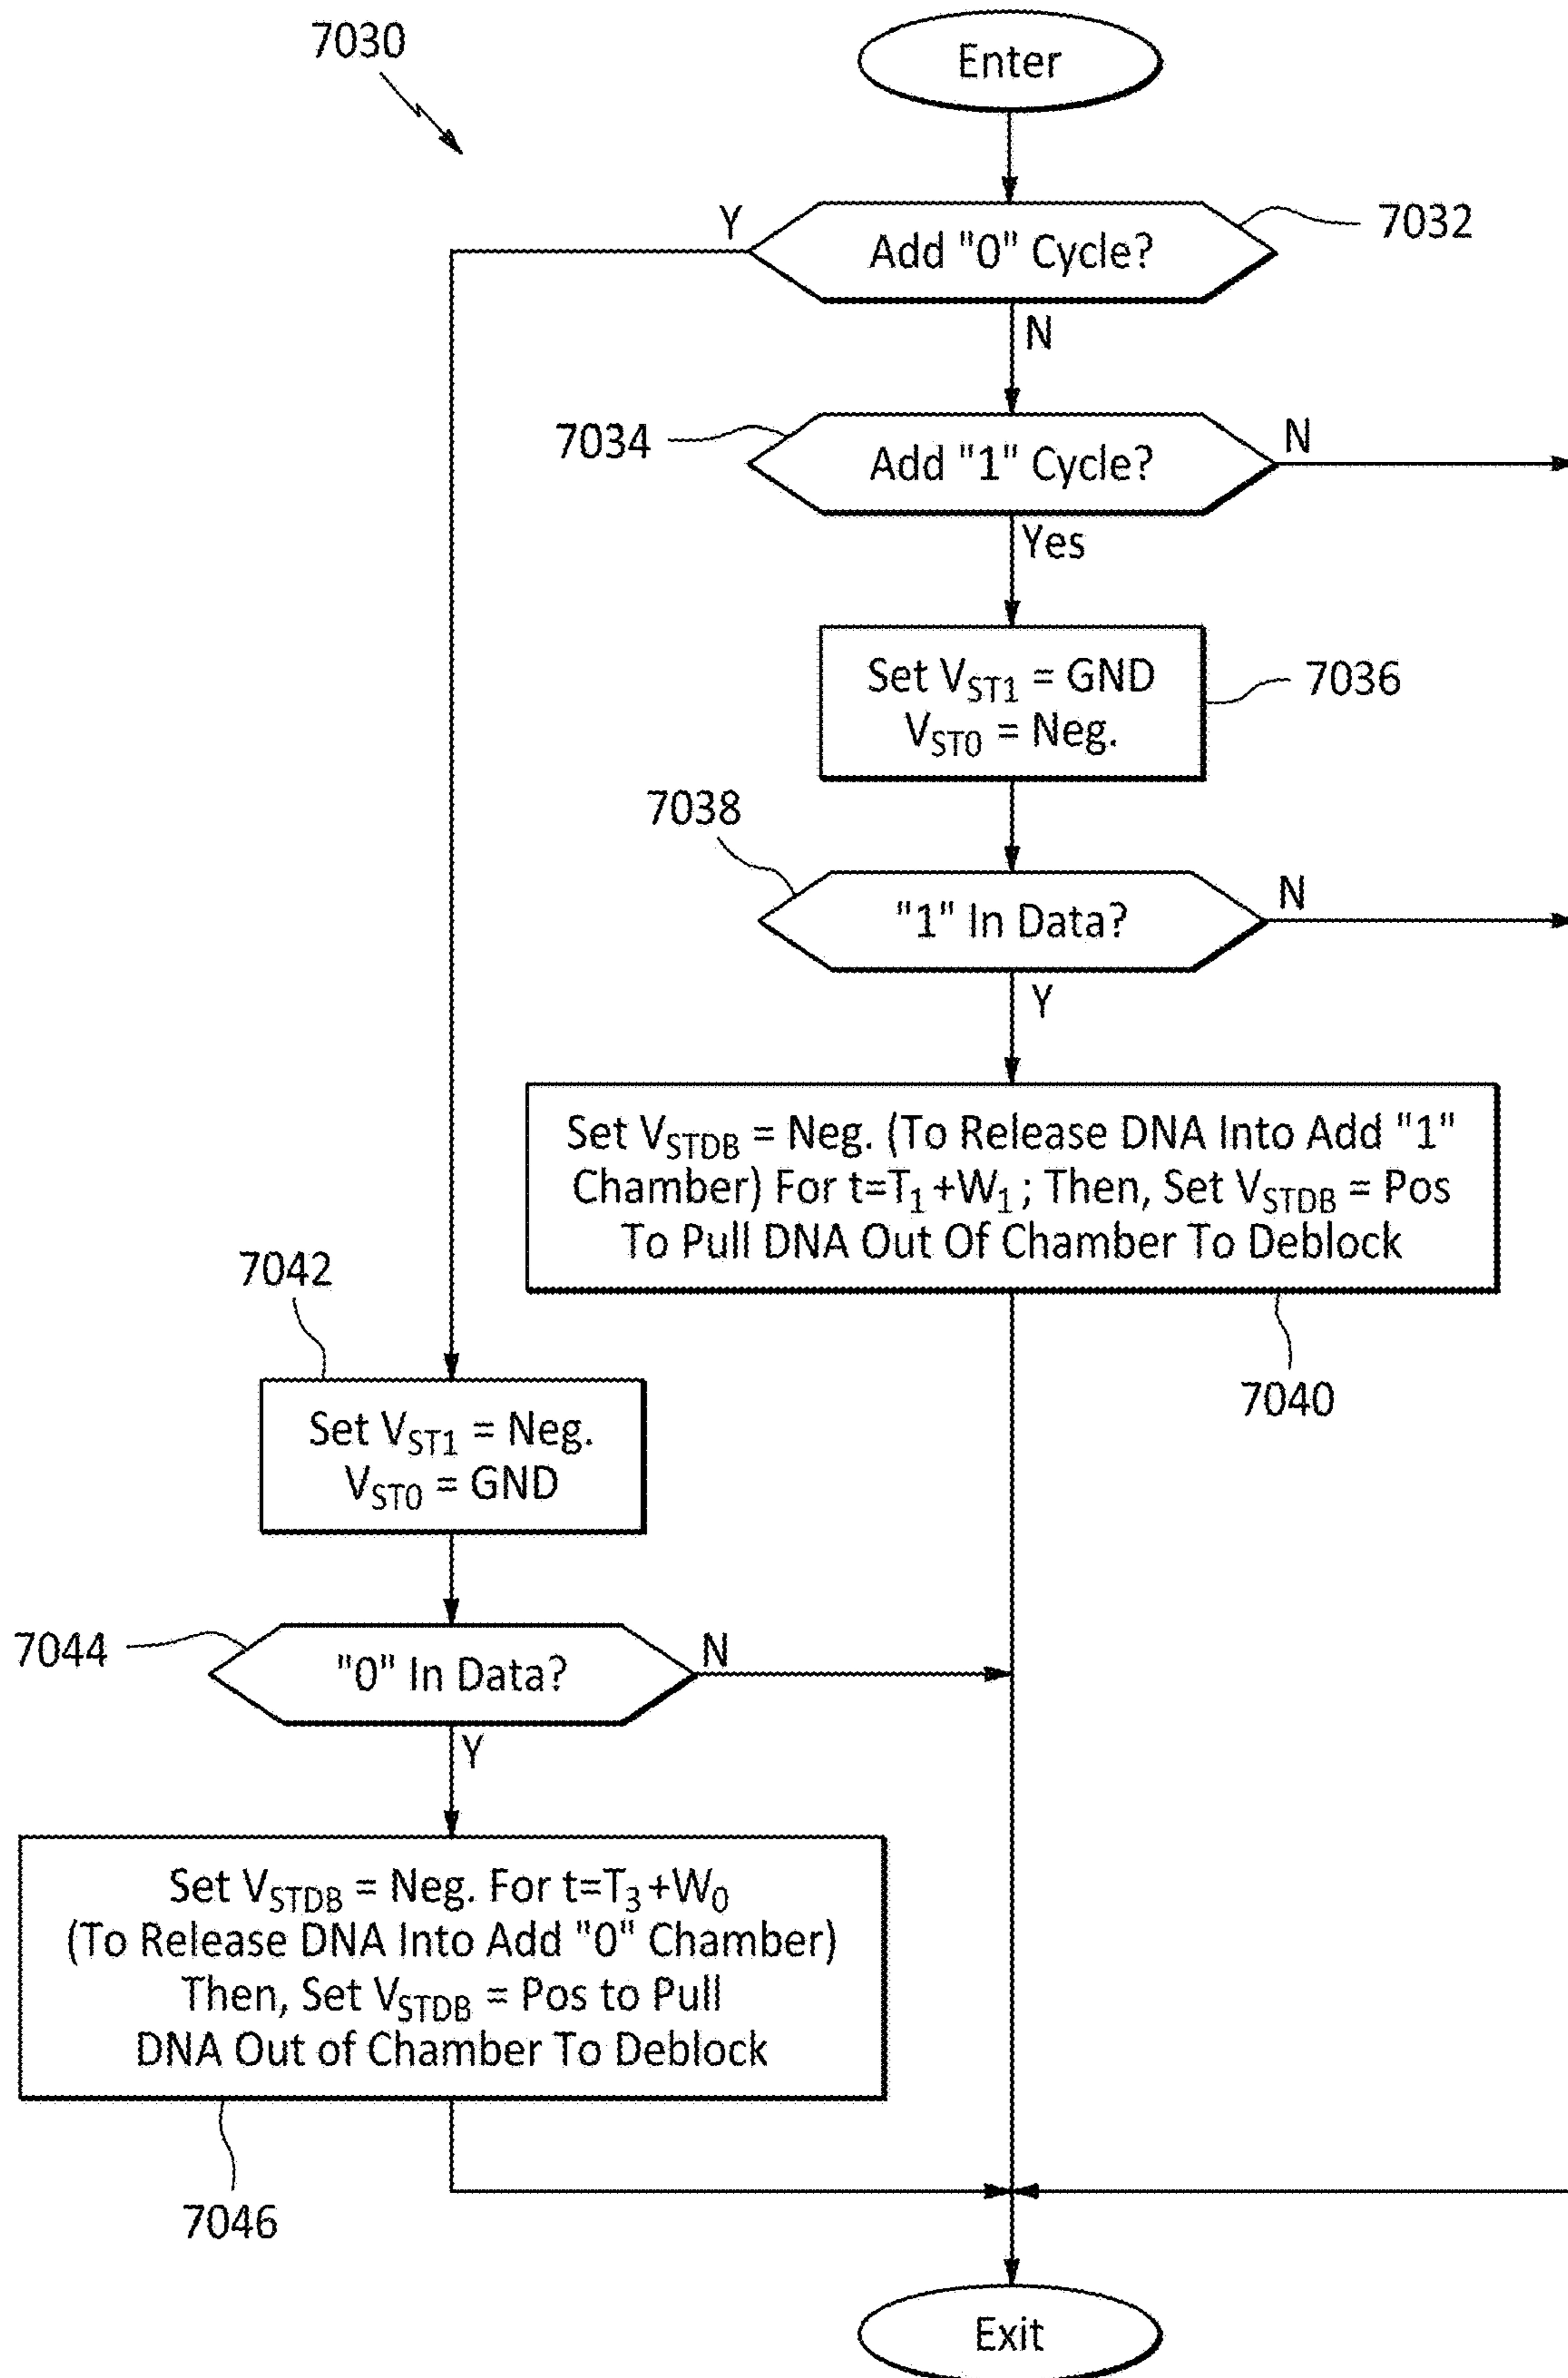 7030
Enter
Y
Add "0" Cycle?
7032
N
7034
Add "1" Cycle?
N
Yes
Set VST1 = GND
VST0 = Neg.
7036
7038
"1" In Data?
N
Y
Set VSTDB = Neg. (To Release DNA Into Add "1"
Chamber) For t=T1+W1; Then, Set VSTDB = Pos
To Pull DNA Out Of Chamber To Deblock
7040
7042
Set VST1 = Neg.
VST0 = GND
7044
"0" In Data?
N
Y
Set VSTDB = Neg. For t=T3+W0
(To Release DNA Into Add "0" Chamber)
Then, Set VSTDB = Pos to Pull
DNA Out of Chamber To Deblock
7046
Exit